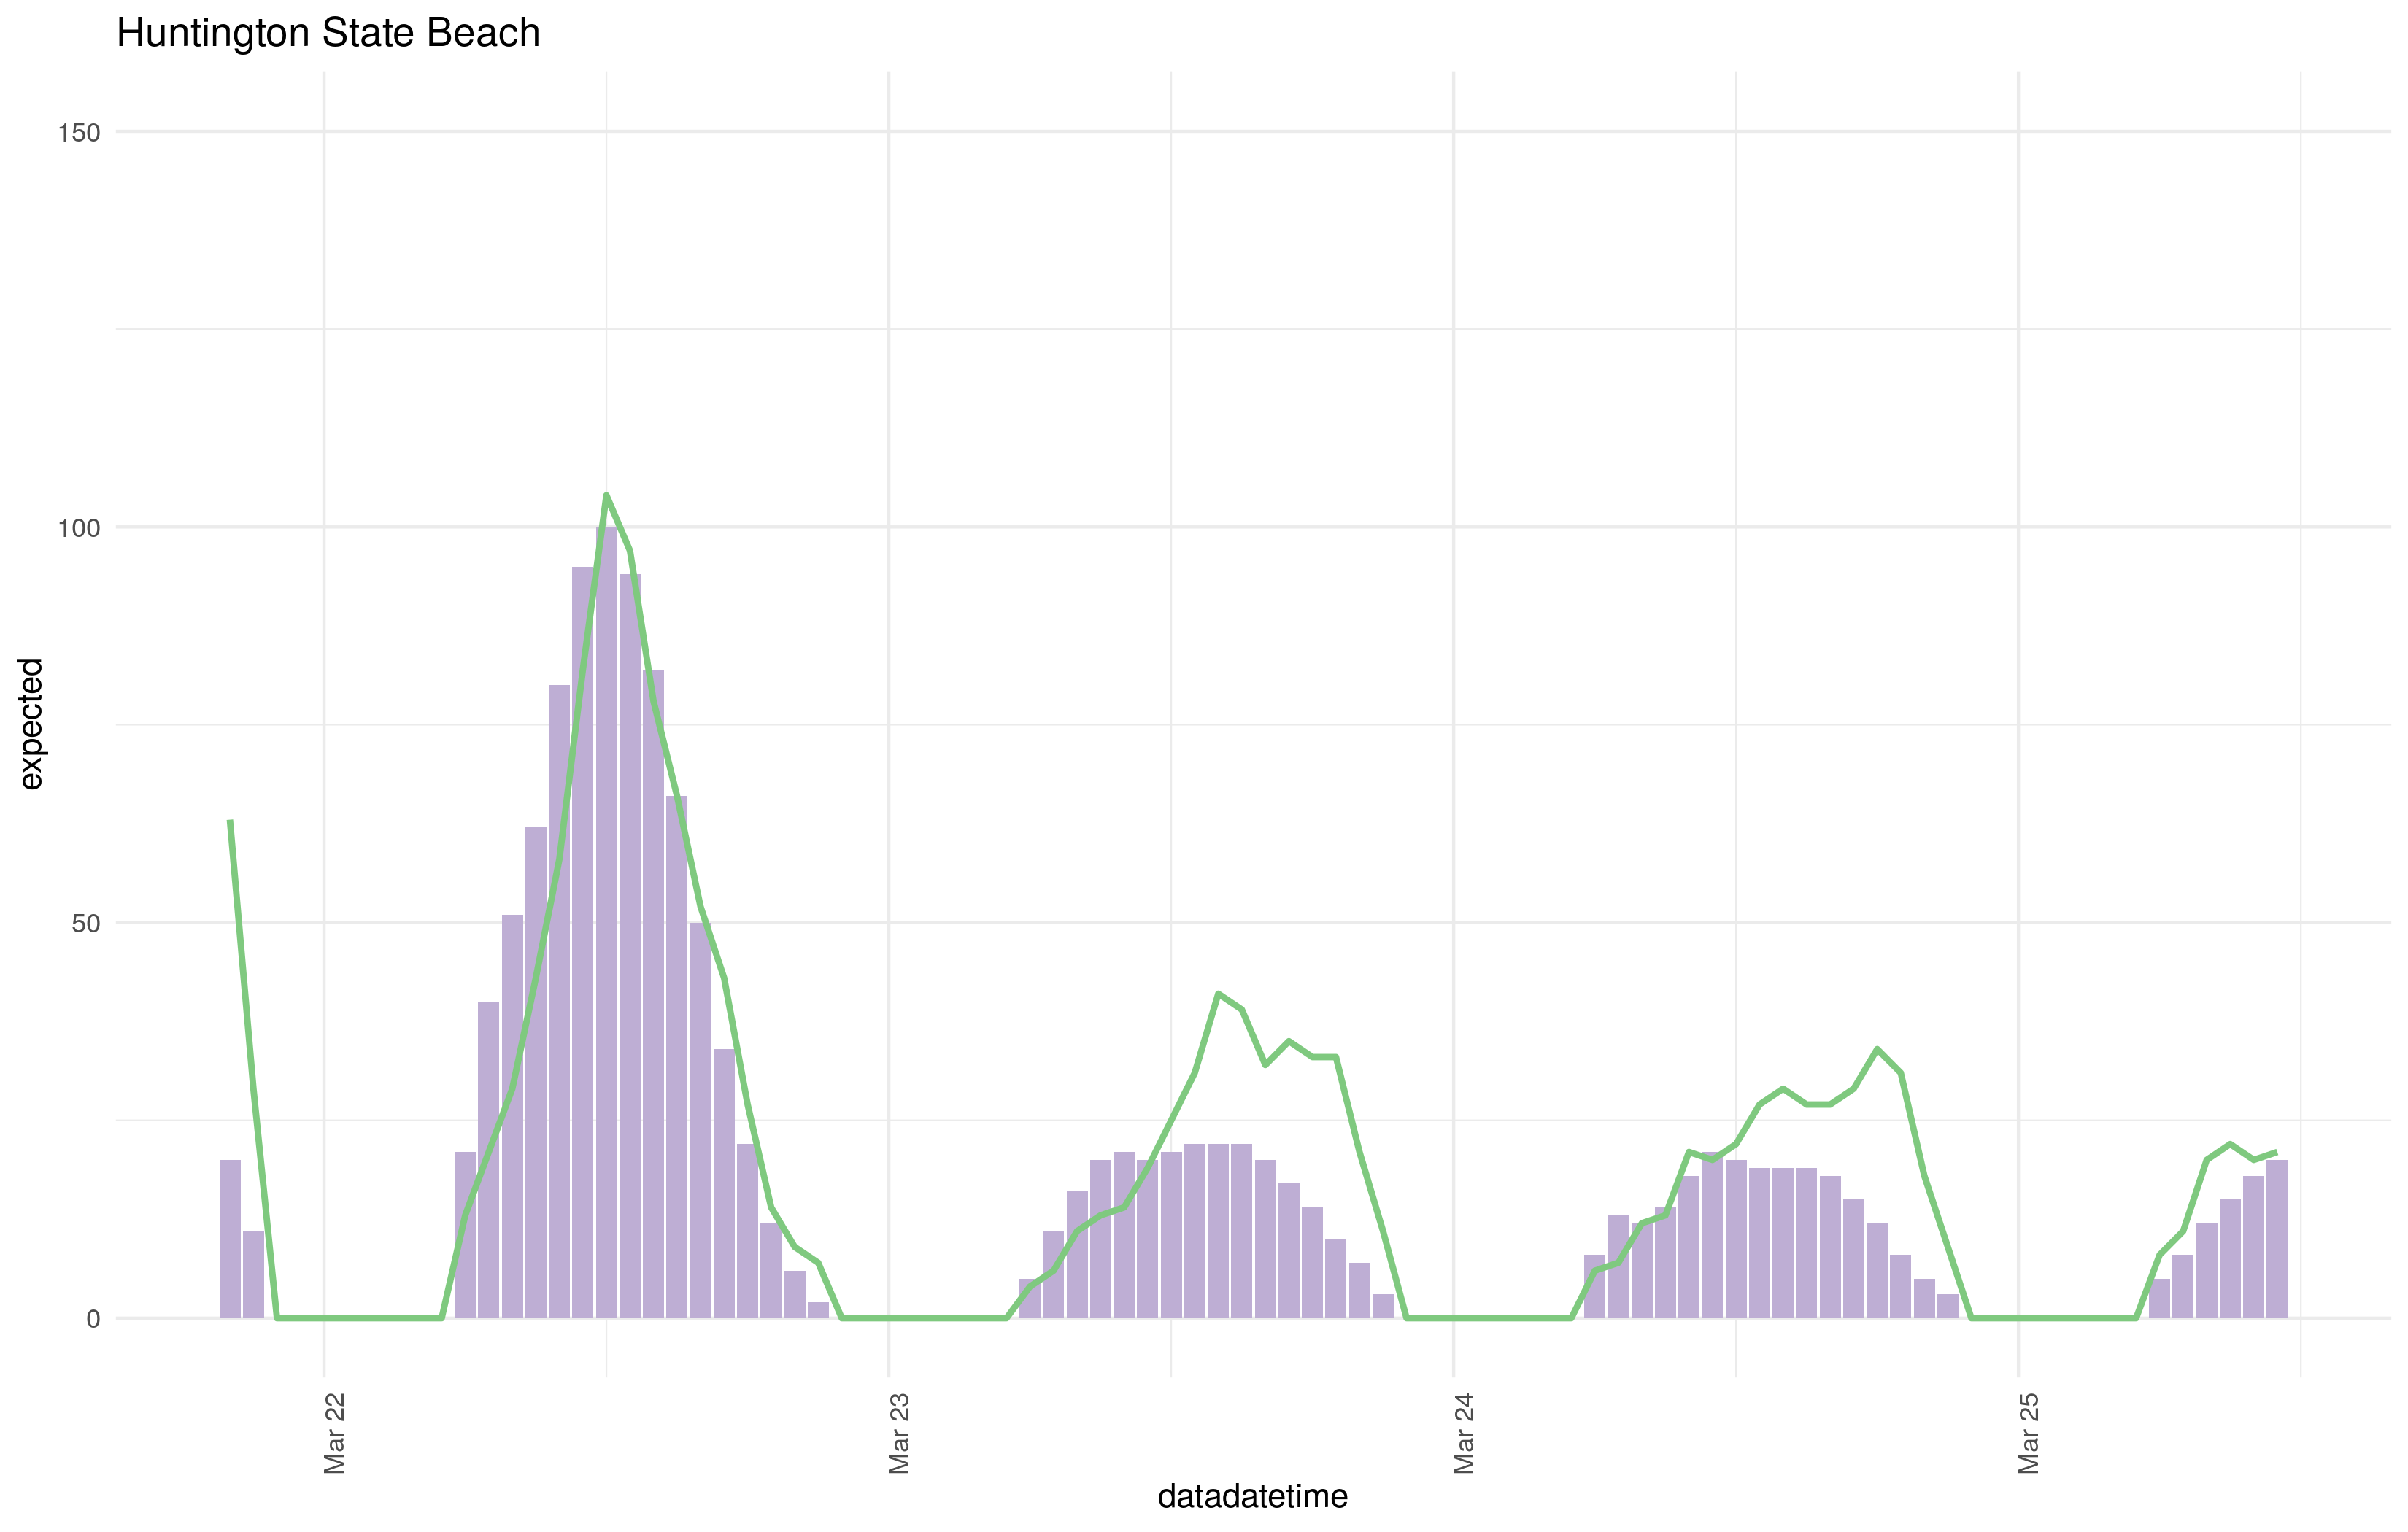 Huntington State Beach
150
100
50
0
expected
Mar 22
Mar 23
Mar 24
Mar 25
datadatetime